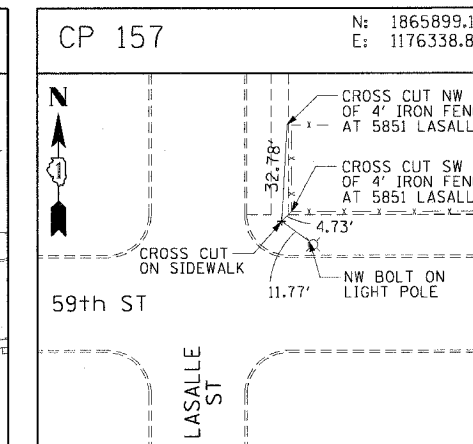 CP 157
N: 1865899.1
E: 1176338.8
N
1
CROSS CUT NW
OF 4' IRON FEN
AT 5851 LASALL
32.78'
CROSS CUT SW
OF 4' IRON FEN
AT 5851 LASALL
4.73'
CROSS CUT
ON SIDEWALK
11.77'
NW BOLT ON
LIGHT POLE
59th ST
LASALLE
ST